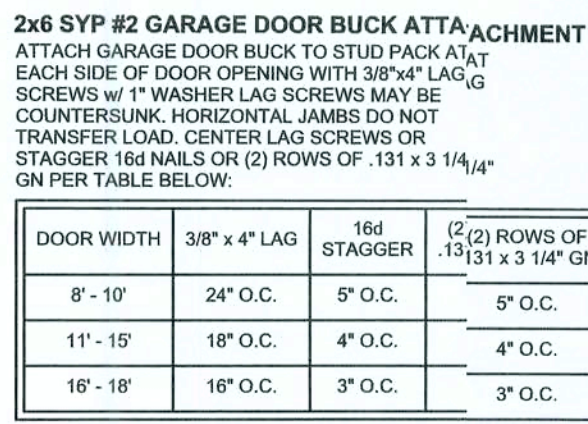 2x6 SYP #2 GARAGE DOOR BUCK ATTACHMENT
ATTACH GARAGE DOOR BUCK TO STUD PACK AT
EACH SIDE OF DOOR OPENING WITH 3/8"x4" LAG
SCREWS w/ 1" WASHER LAG SCREWS MAY BE
COUNTERSUNK. HORIZONTAL JAMBS DO NOT
TRANSFER LOAD. CENTER LAG SCREWS OR
STAGGER 16d NAILS OR (2) ROWS OF .131 x 3 1/4"
GN PER TABLE BELOW:
DOOR WIDTH 3/8" x 4" LAG 16d STAGGER (2) ROWS OF .131 x 3 1/4" GN
8' - 10' 24" O.C. 5" O.C. 5" O.C.
11' - 15' 18" O.C. 4" O.C. 4" O.C.
16' - 18' 16" O.C. 3" O.C. 3" O.C.